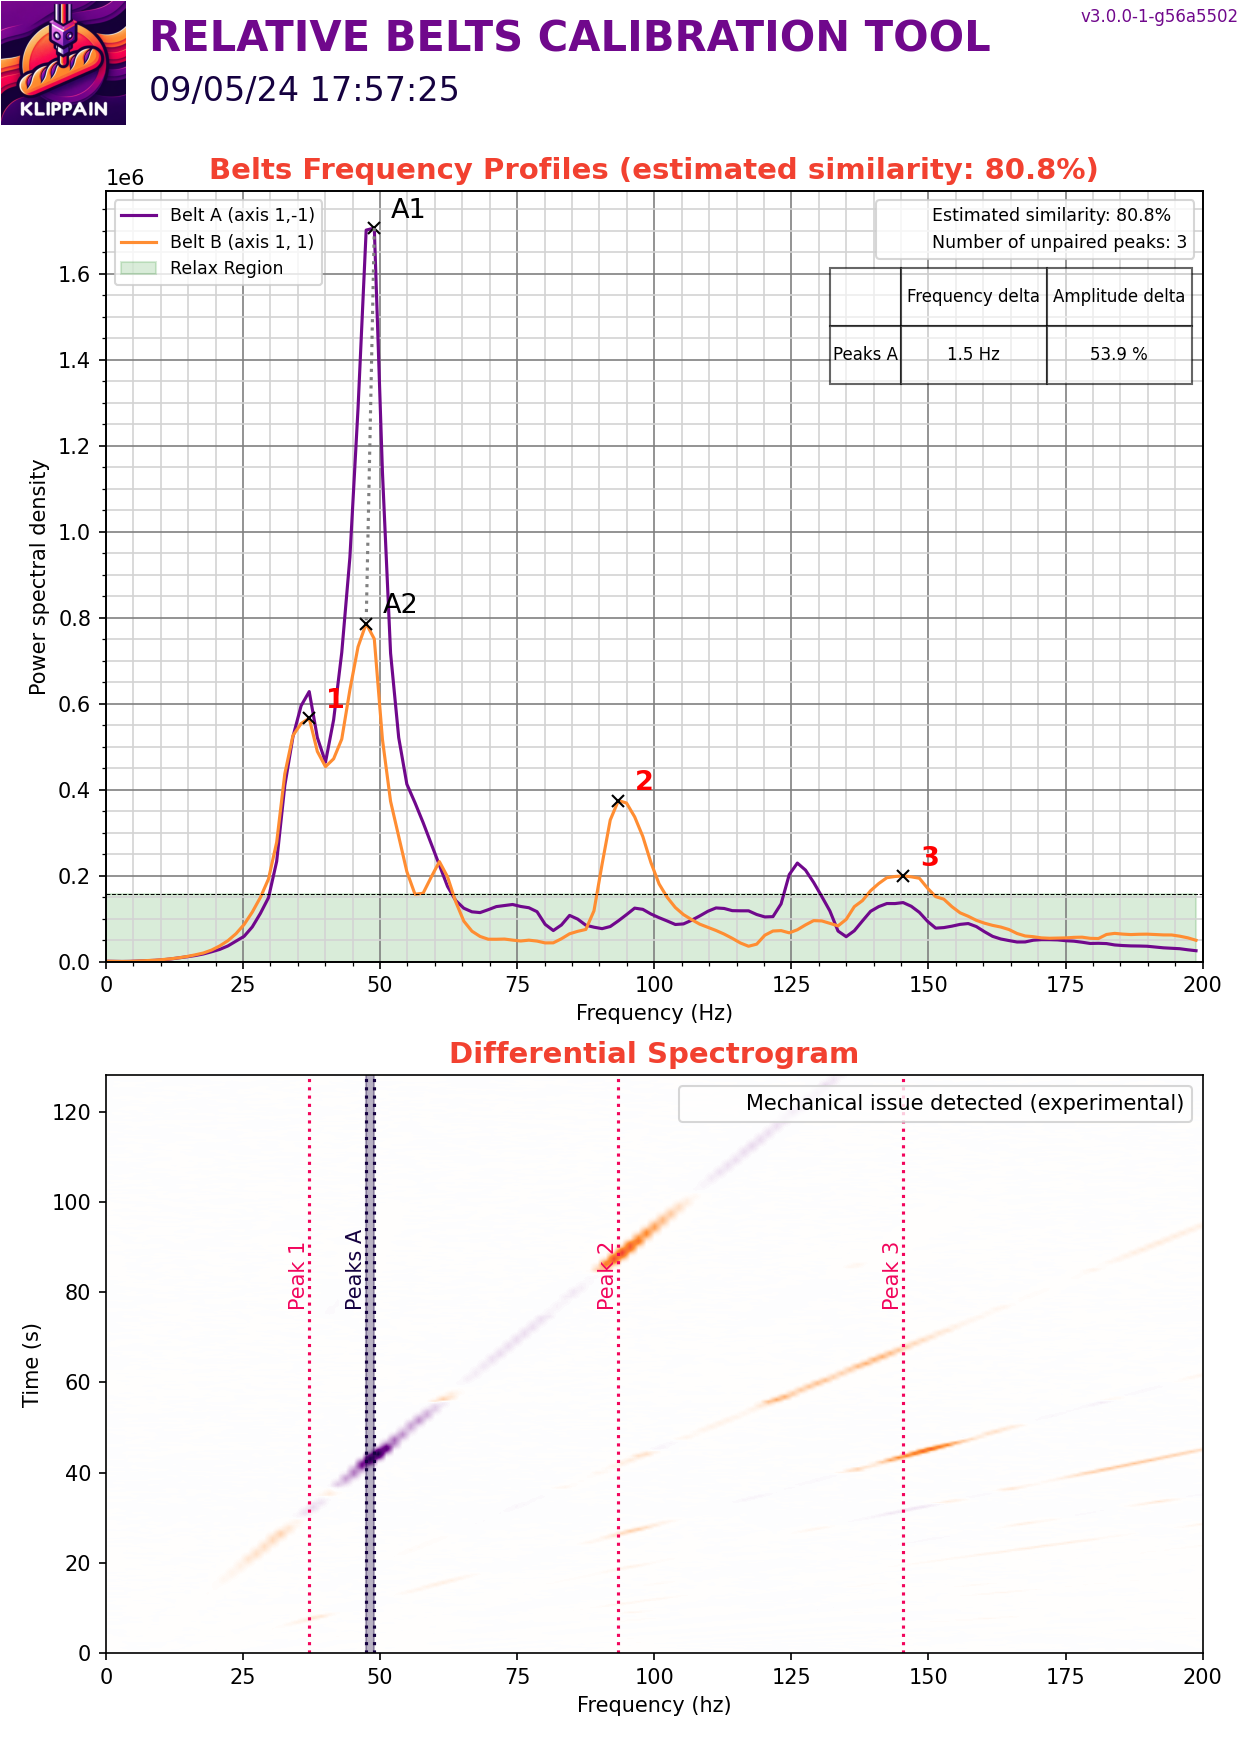 KLIPPAIN
RELATIVE BELTS CALIBRATION TOOL
v3.0.0-1-g56a5502
09/05/24 17:57:25
Belts Frequency Profiles (estimated similarity: 80.8%)
1e6
Belt A (axis 1,-1)
Belt B (axis 1, 1)
Relax Region
A1
Estimated similarity: 80.8%
Number of unpaired peaks: 3
Frequency delta Amplitude delta
Peaks A 1.5 Hz 53.9 %
A2
1
2
3
Power spectral density
1.6
1.4
1.2
1.0
0.8
0.6
0.4
0.2
0.0
0 25 50 75 100 125 150 175 200
Frequency (Hz)
Differential Spectrogram
Mechanical issue detected (experimental)
Peak 1
Peaks A
Peak 2
Peak 3
Time (s)
120
100
80
60
40
20
0
0 25 50 75 100 125 150 175 200
Frequency (hz)